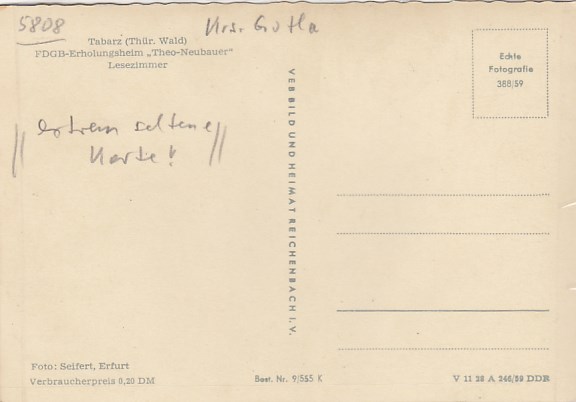 5808
Krs. Gotha
Tabarz (Thür. Wald)
FDGB-Erholungsheim „Theo-Neubauer“
Lesezimmer
Echte
Fotografie
388/59
// extrem seltene //
Karte!
VEB BILD UND HEIMAT REICHENBACH I. V.
Foto: Seifert, Erfurt
Verbraucherpreis 0,20 DM
Best. Nr. 9/555 K
V 11 28 A 346/59 DDR